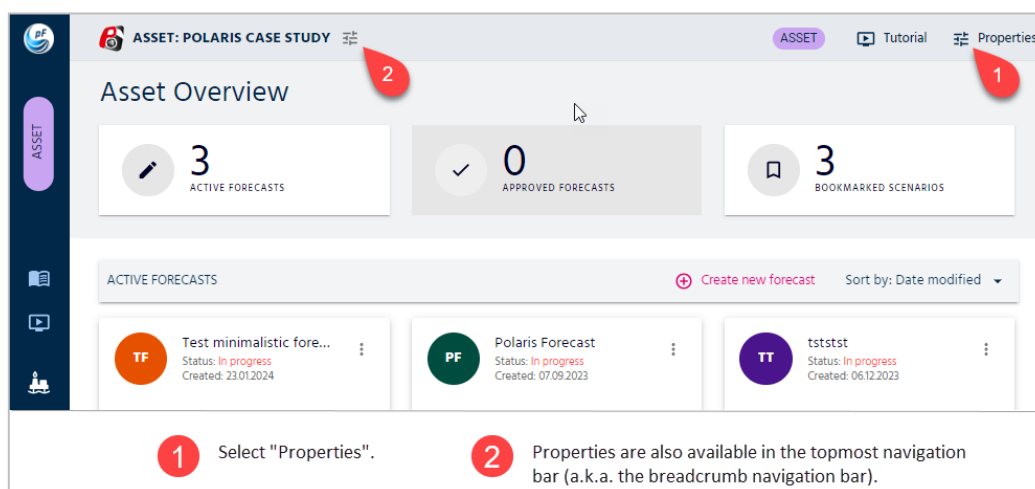 pF
ASSET: POLARIS CASE STUDY
ASSET
Tutorial
Properties
2
1
Asset Overview
ASSET
3
ACTIVE FORECASTS
0
APPROVED FORECASTS
3
BOOKMARKED SCENARIOS
ACTIVE FORECASTS
Create new forecast
Sort by: Date modified
TF
Test minimalistic fore...
Status: In progress
Created: 23.01.2024
PF
Polaris Forecast
Status: In progress
Created: 07.09.2023
TT
tststst
Status: In progress
Created: 06.12.2023
1
Select "Properties".
2
Properties are also available in the topmost navigation
bar (a.k.a. the breadcrumb navigation bar).